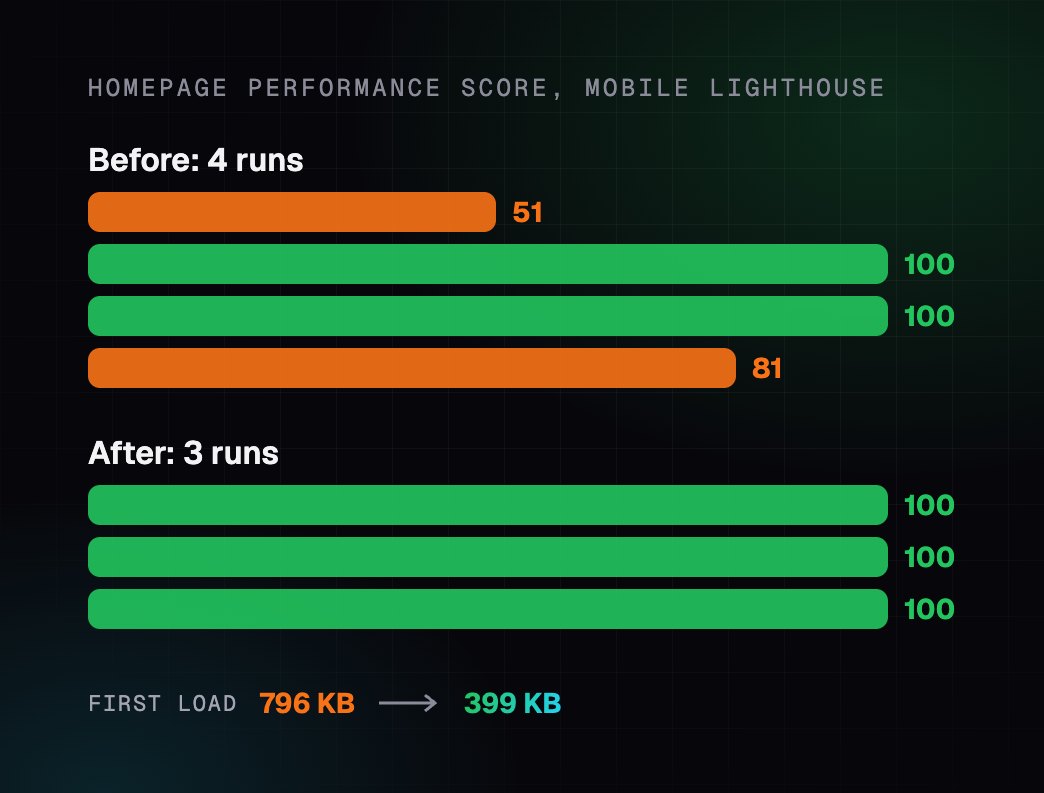 HOMEPAGE PERFORMANCE SCORE, MOBILE LIGHTHOUSE
Before: 4 runs
51
100
100
81
After: 3 runs
100
100
100
FIRST LOAD 796 KB → 399 KB